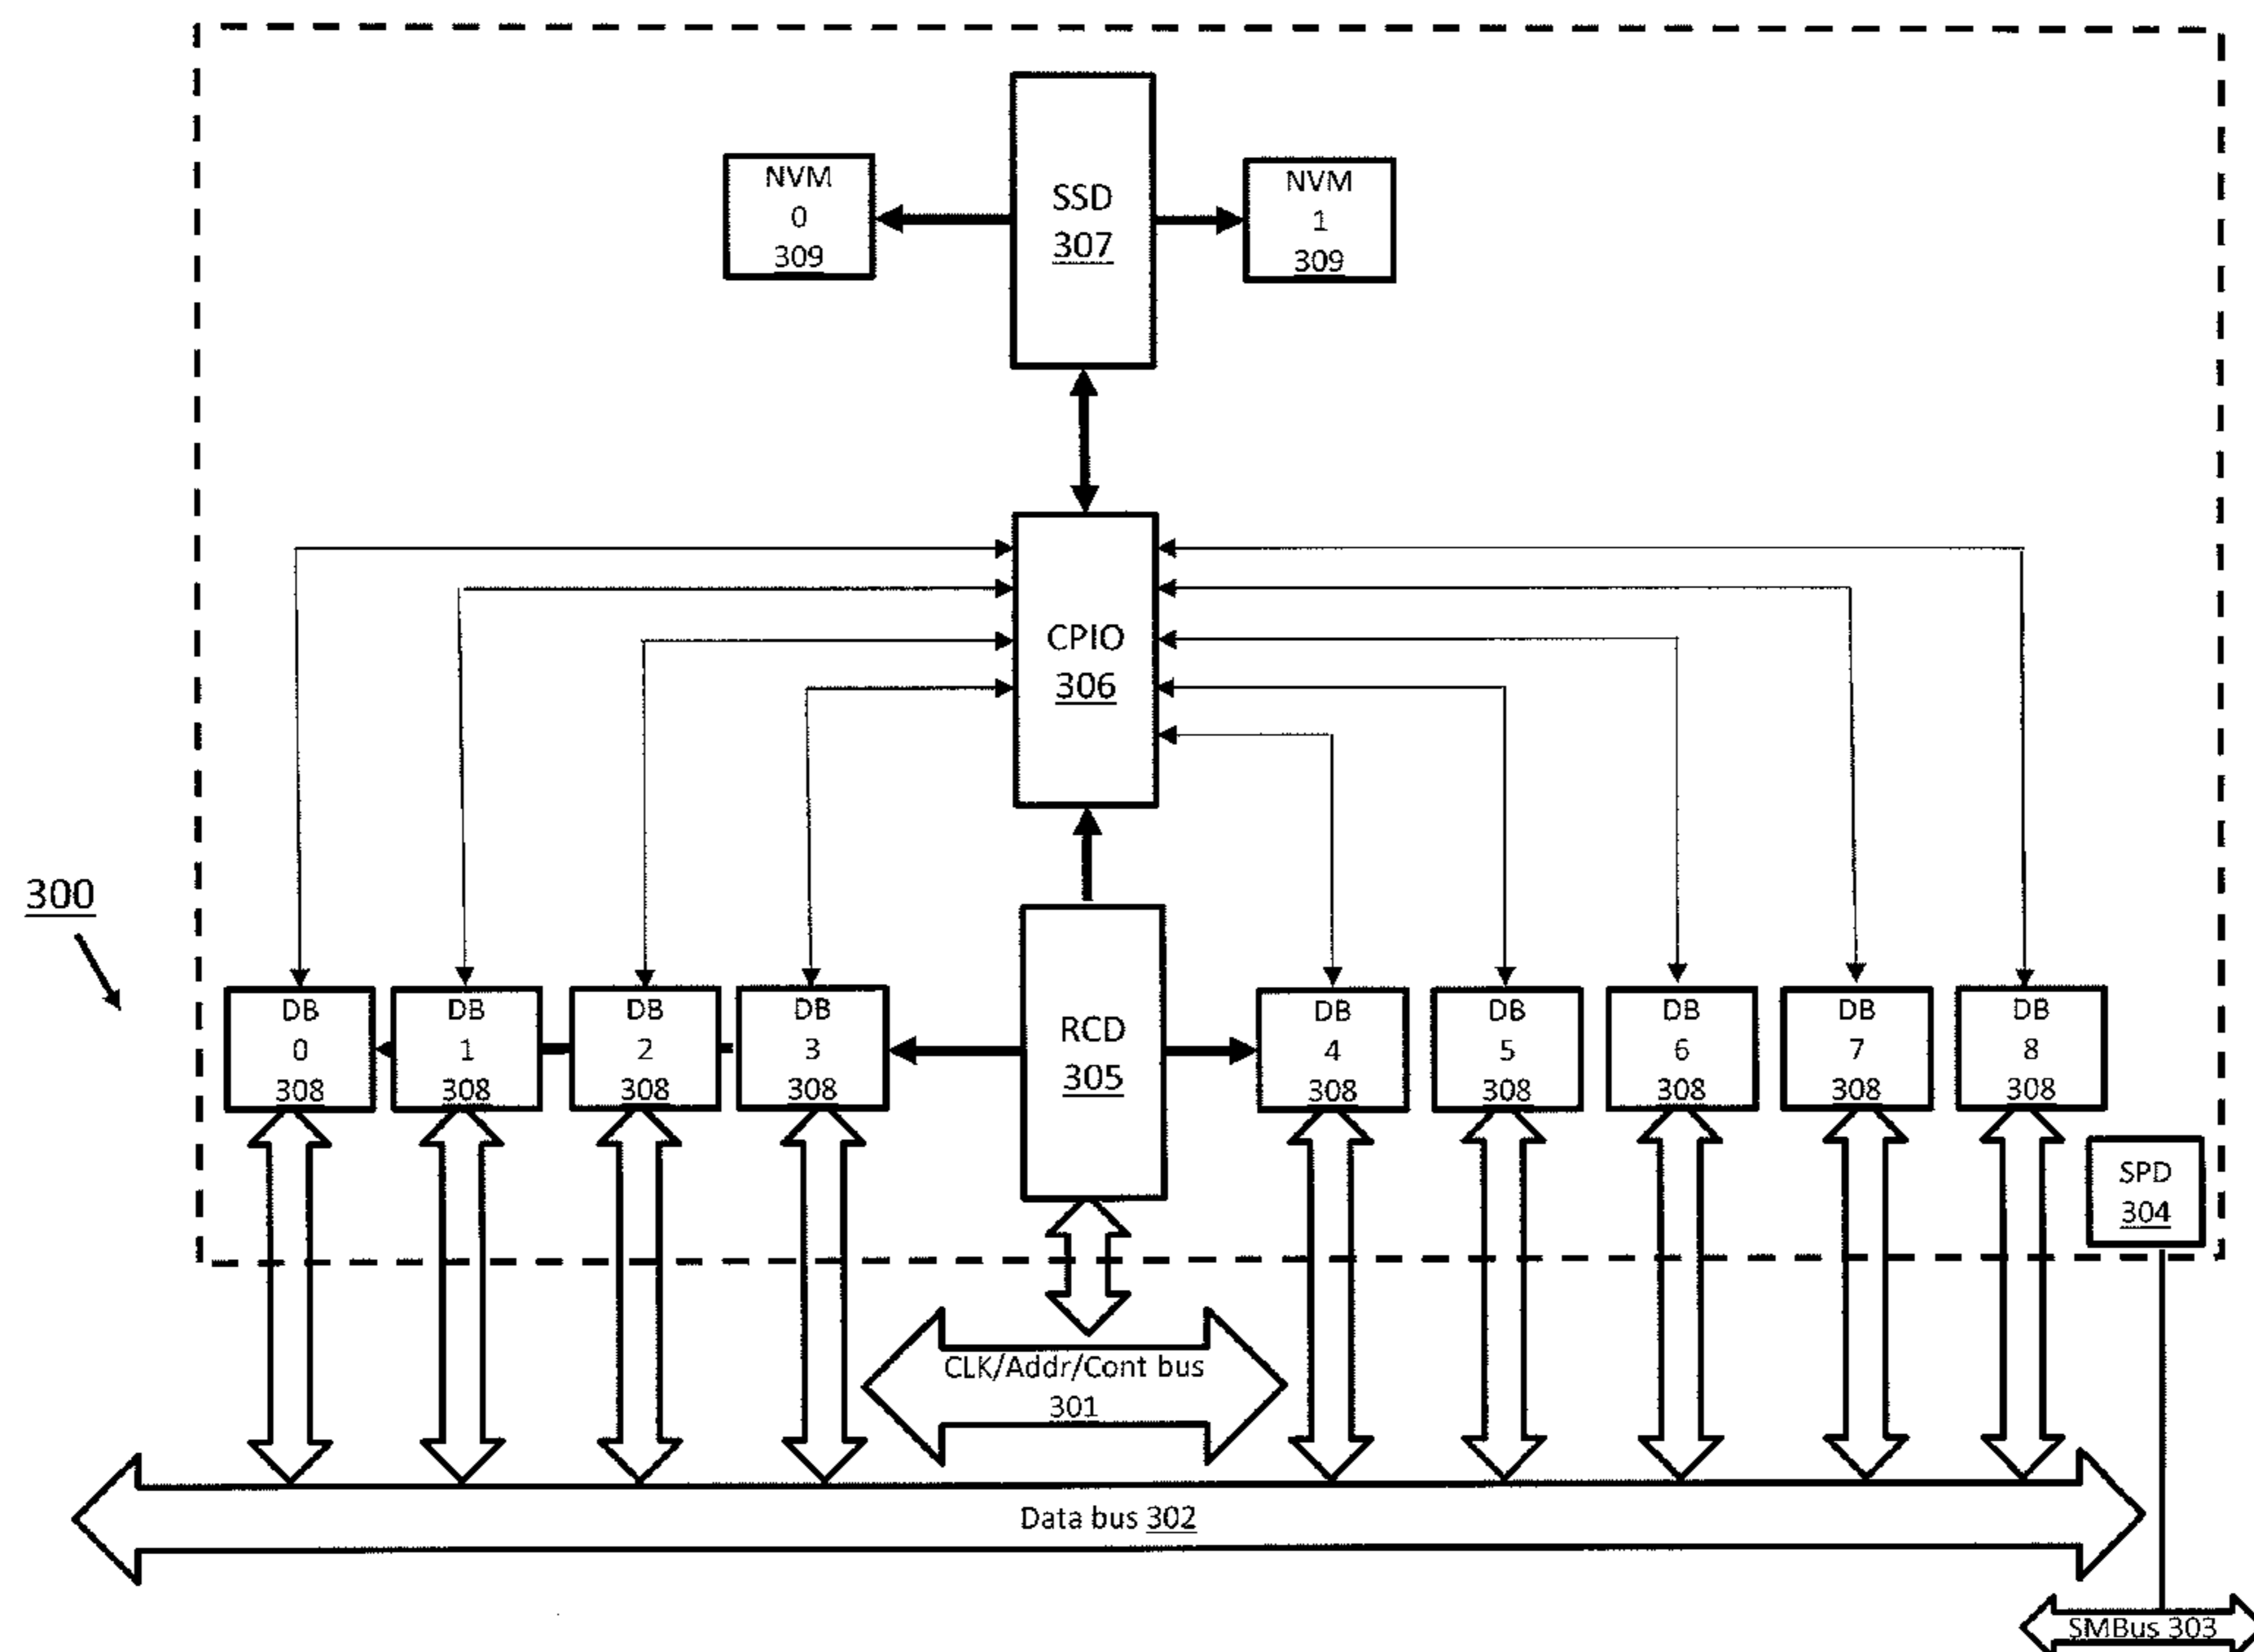 NVM
0
309
SSD
307
NVM
1
309
CPIO
306
300
DB
0
308
DB
1
308
DB
2
308
DB
3
308
RCD
305
DB
4
308
DB
5
308
DB
6
308
DB
7
308
DB
8
308
SPD
304
CLK/Addr/Cont bus
301
Data bus 302
SMBus 303